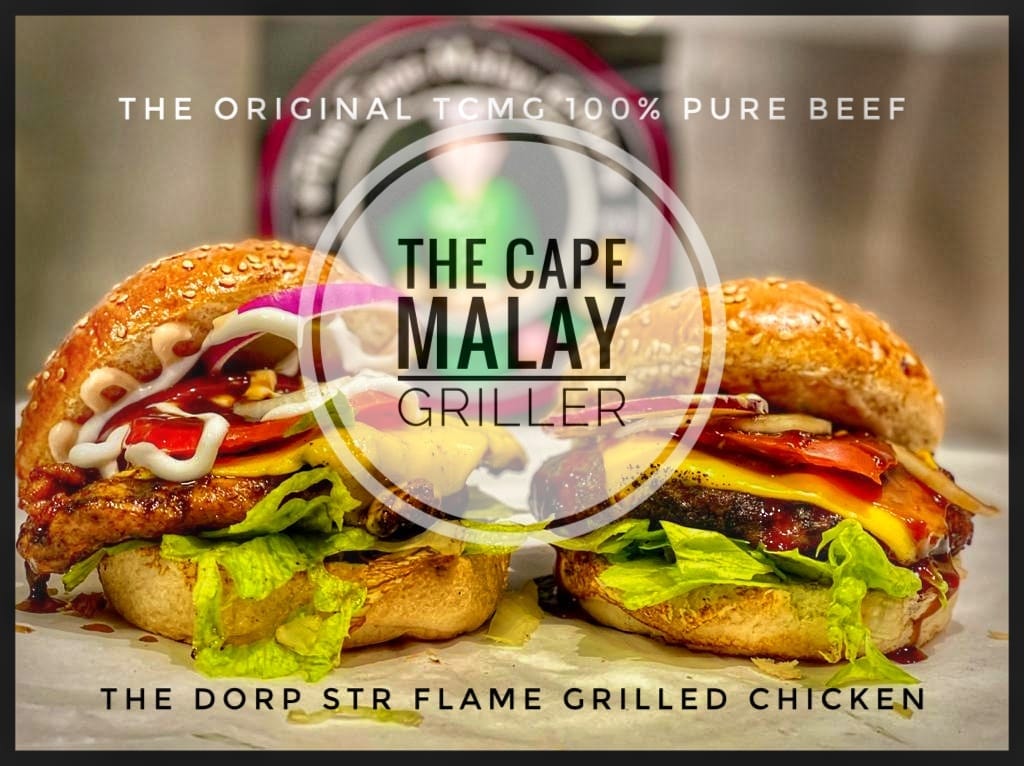 THE ORIGINAL TCMG 100% PURE BEEF
THE CAPE
MALAY
GRILLER
THE DORP STR FLAME GRILLED CHICKEN